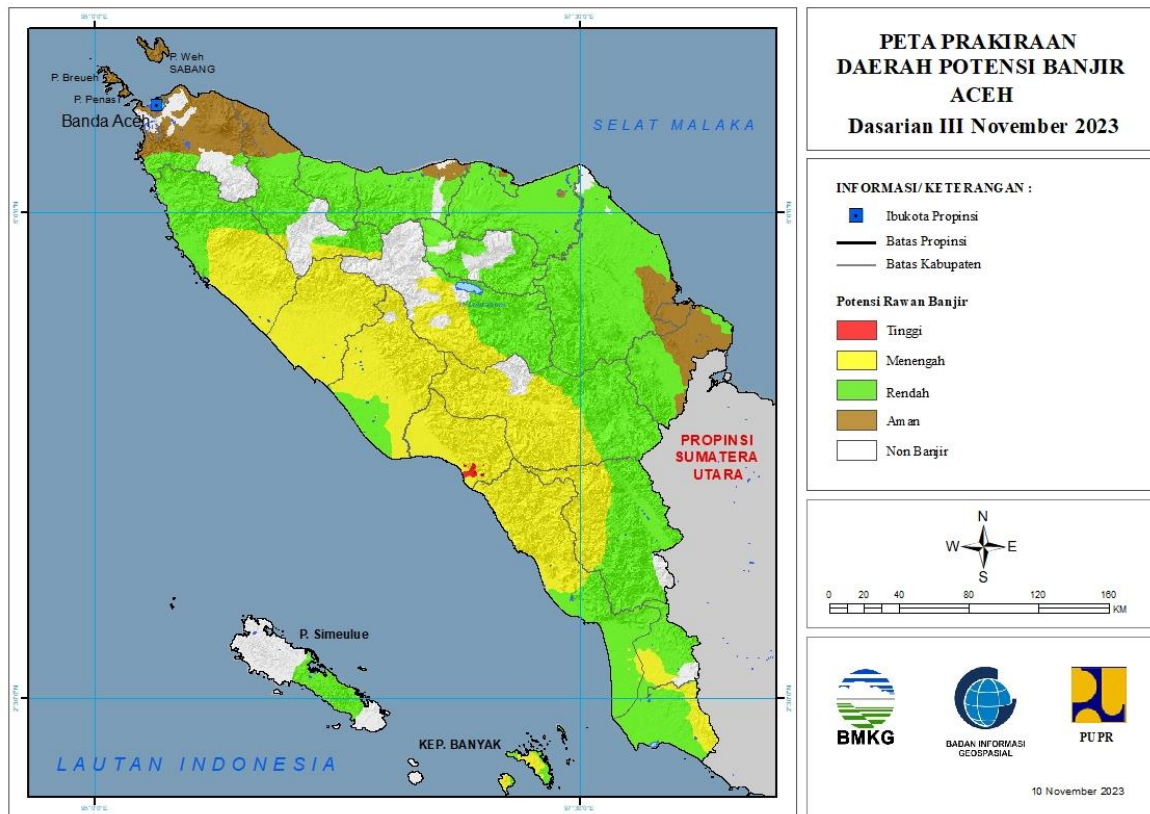 P. Weh
SABANG
P. Breueh
P. Penasi
Banda Aceh
SELAT MALAKA
PROPINSI
SUMATERA
UTARA
P. Simeulue
KEP. BANYAK
LAUTAN INDONESIA
PETA PRAKIRAAN
DAERAH POTENSI BANJIR
ACEH
Dasarian III November 2023
INFORMASI/ KETERANGAN :
Ibukota Propinsi
Batas Propinsi
Batas Kabupaten
Potensi Rawan Banjir
Tinggi
Menengah
Rendah
Aman
Non Banjir
N
W E
S
0 20 40 80 120 160
KM
BMKG
BADAN INFORMASI
GEOSPASIAL
PUPR
10 November 2023